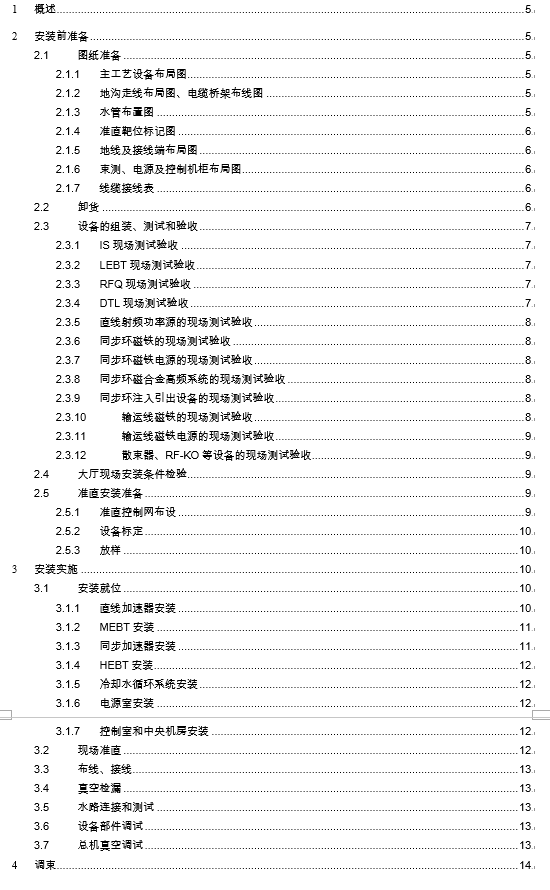 1 概述 5
2 安装前准备 5
2.1 图纸准备 5
2.1.1 主工艺设备布局图 5
2.1.2 地沟走线布局图、电缆桥架布线图 5
2.1.3 水管布置图 5
2.1.4 准直靶位标记图 6
2.1.5 地线及接线端布局图 6
2.1.6 束测、电源及控制机柜布局图 6
2.1.7 线缆接线表 6
2.2 卸货 6
2.3 设备的组装、测试和验收 7
2.3.1 IS 现场测试验收 7
2.3.2 LEBT 现场测试验收 7
2.3.3 RFQ 现场测试验收 7
2.3.4 DTL 现场测试验收 7
2.3.5 直线射频功率源的现场测试验收 8
2.3.6 同步环磁铁的现场测试验收 8
2.3.7 同步环磁铁电源的现场测试验收 8
2.3.8 同步环磁合金高频系统的现场测试验收 8
2.3.9 同步环注入引出设备的现场测试验收 8
2.3.10 输运线磁铁的现场测试验收 8
2.3.11 输运线磁铁电源的现场测试验收 9
2.3.12 散束器、RF-KO 等设备的现场测试验收 9
2.4 大厅现场安装条件检验 9
2.5 准直安装准备 9
2.5.1 准直控制网布设 9
2.5.2 设备标定 10
2.5.3 放样 10
3 安装实施 10
3.1 安装就位 10
3.1.1 直线加速器安装 10
3.1.2 MEBT 安装 11
3.1.3 同步加速器安装 11
3.1.4 HEBT 安装 12
3.1.5 冷却水循环系统安装 12
3.1.6 电源室安装 12
3.1.7 控制室和中央机房安装 12
3.2 现场准直 12
3.3 布线、接线 13
3.4 真空检漏 13
3.5 水路连接和测试 13
3.6 设备部件调试 13
3.7 总机真空调试 13
4 调束 14